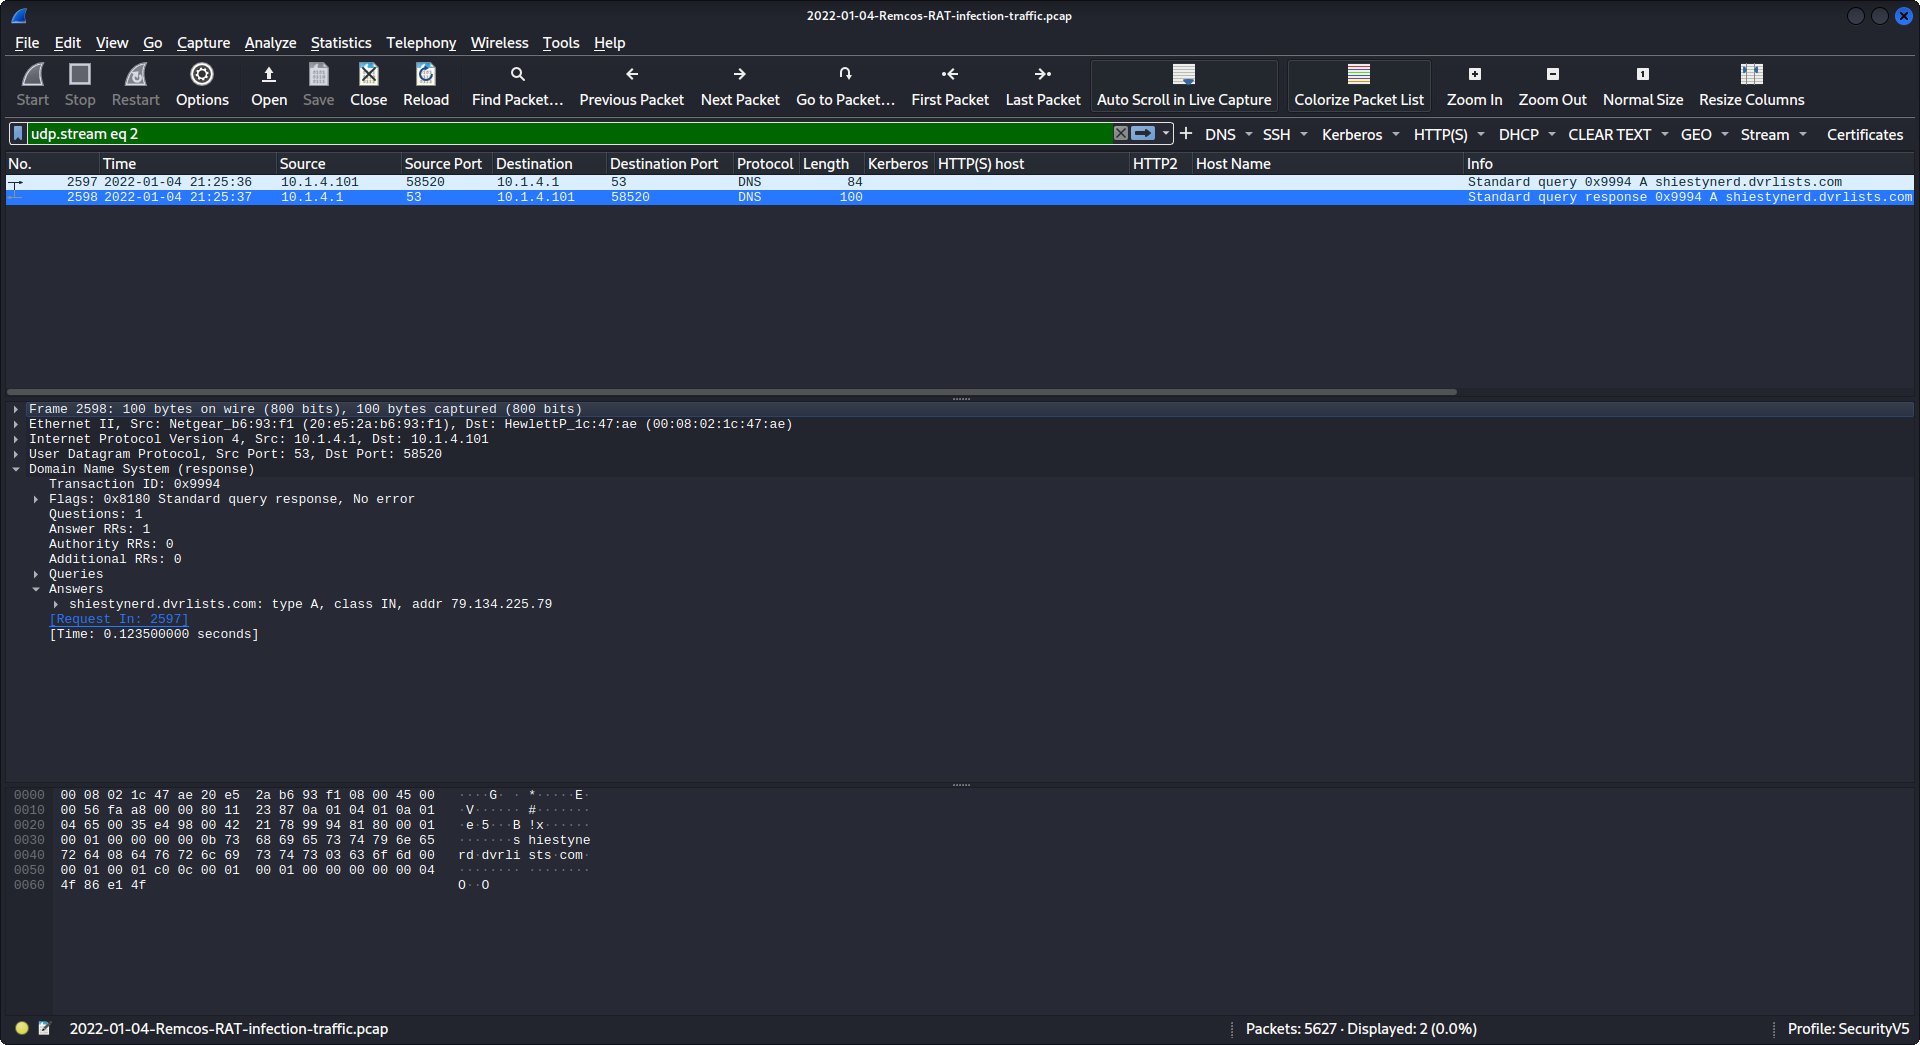 2022-01-04-Remcos-RAT-infection-traffic.pcap
File Edit View Go Capture Analyze Statistics Telephony Wireless Tools Help
Start Stop Restart Options Open Save Close Reload Find Packet… Previous Packet Next Packet Go to Packet… First Packet Last Packet Auto Scroll in Live Capture Colorize Packet List Zoom In Zoom Out Normal Size Resize Columns
udp.stream eq 2 DNS SSH Kerberos HTTP(S) DHCP CLEAR TEXT GEO Stream Certificates
No. Time Source Source Port Destination Destination Port Protocol Length Kerberos HTTP(S) host HTTP2 Host Name Info
2597 2022-01-04 21:25:36 10.1.4.101 58520 10.1.4.1 53 DNS 84 Standard query 0x9994 A shiestynerd.dvrlists.com
2598 2022-01-04 21:25:37 10.1.4.1 53 10.1.4.101 58520 DNS 100 Standard query response 0x9994 A shiestynerd.dvrlists.com
Frame 2598: 100 bytes on wire (800 bits), 100 bytes captured (800 bits)
Ethernet II, Src: Netgear_b6:93:f1 (20:e5:2a:b6:93:f1), Dst: HewlettP_1c:47:ae (00:08:02:1c:47:ae)
Internet Protocol Version 4, Src: 10.1.4.1, Dst: 10.1.4.101
User Datagram Protocol, Src Port: 53, Dst Port: 58520
Domain Name System (response)
Transaction ID: 0x9994
Flags: 0x8180 Standard query response, No error
Questions: 1
Answer RRs: 1
Authority RRs: 0
Additional RRs: 0
Queries
Answers
shiestynerd.dvrlists.com: type A, class IN, addr 79.134.225.79
[Request In: 2597]
[Time: 0.123500000 seconds]
0000 00 08 02 1c 47 ae 20 e5 2a b6 93 f1 08 00 45 00 ····G· · *·····E·
0010 00 56 fa a8 00 00 80 11 23 87 0a 01 04 01 0a 01 ·V······ #·······
0020 04 65 00 35 e4 98 00 42 21 78 99 94 81 80 00 01 ·e·5···B !x······
0030 00 01 00 00 00 00 0b 73 68 69 65 73 74 79 6e 65 ·······s hiestyne
0040 72 64 08 64 76 72 6c 69 73 74 73 03 63 6f 6d 00 rd·dvrli sts·com·
0050 00 01 00 01 c0 0c 00 01 00 01 00 00 00 00 00 04 ········ ········
0060 4f 86 e1 4f O··O
2022-01-04-Remcos-RAT-infection-traffic.pcap Packets: 5627 · Displayed: 2 (0.0%) Profile: SecurityV5